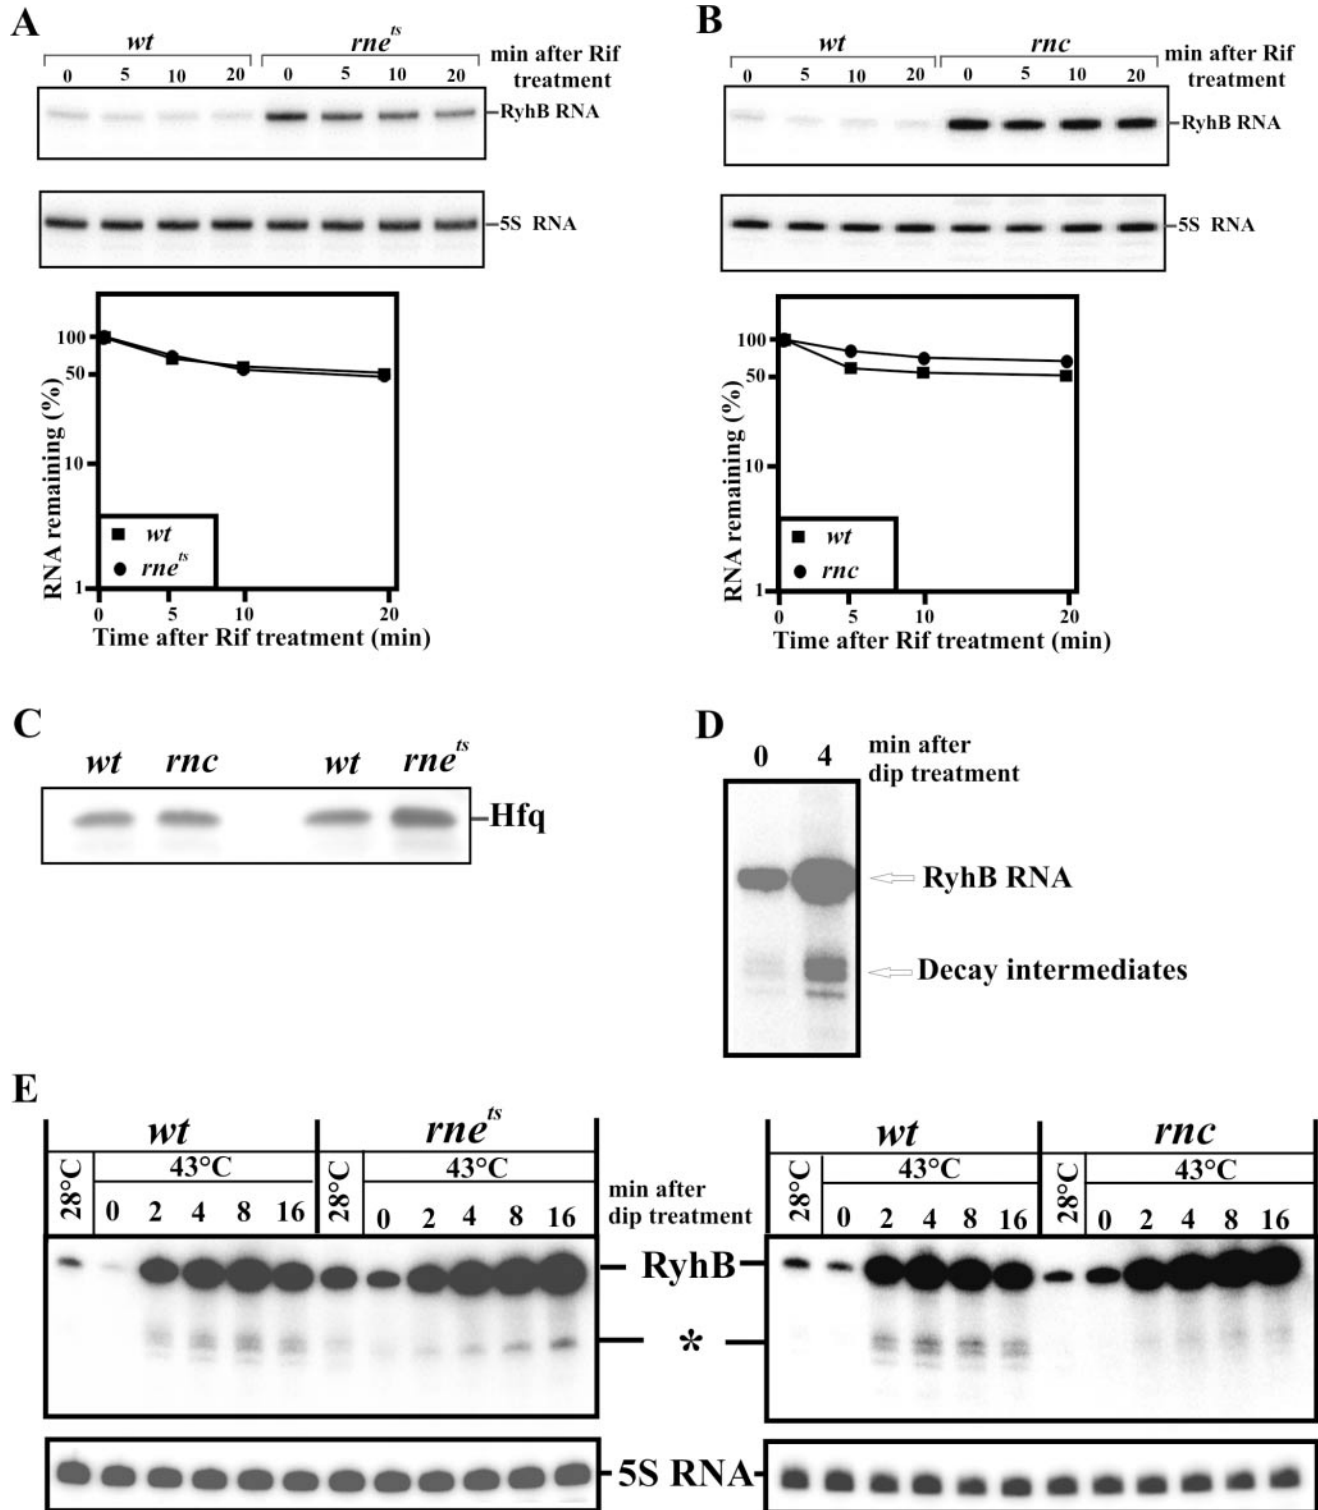 A
wt rne^ts
0 5 10 20 0 5 10 20 min after Rif treatment
RyhB RNA
5S RNA
RNA remaining (%)
100
50
10
1
wt
rne^ts
0 5 10 20
Time after Rif treatment (min)
B
wt rnc
0 5 10 20 0 5 10 20 min after Rif treatment
RyhB RNA
5S RNA
RNA remaining (%)
100
50
10
1
wt
rnc
0 5 10 20
Time after Rif treatment (min)
C
wt rnc wt rne^ts
Hfq
D
0 4 min after
dip treatment
RyhB RNA
Decay intermediates
E
wt rne^ts
28°C 43°C 28°C 43°C
0 2 4 8 16 0 2 4 8 16
min after
dip treatment
wt rnc
28°C 43°C 28°C 43°C
0 2 4 8 16 0 2 4 8 16
RyhB
*
5S RNA